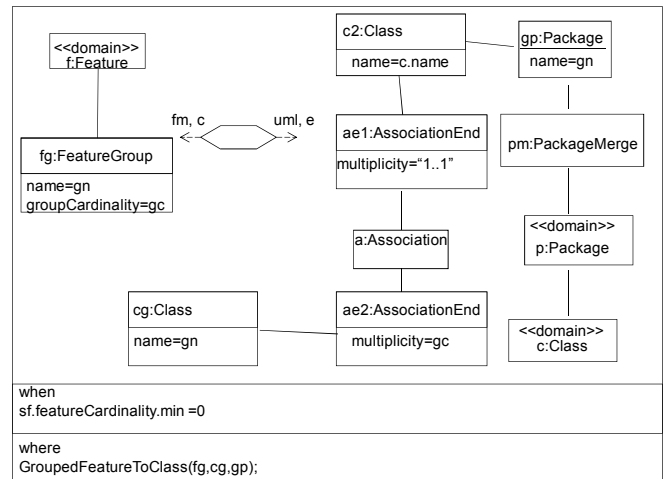 <<domain>>
f:Feature
fm, c
uml, e
fg:FeatureGroup
name=gn
groupCardinality=gc
c2:Class
name=c.name
gp:Package
name=gn
ae1:AssociationEnd
multiplicity=“1..1”
pm:PackageMerge
a:Association
<<domain>>
p:Package
cg:Class
name=gn
ae2:AssociationEnd
multiplicity=gc
<<domain>>
c:Class
when
sf.featureCardinality.min =0
where
GroupedFeatureToClass(fg,cg,gp);